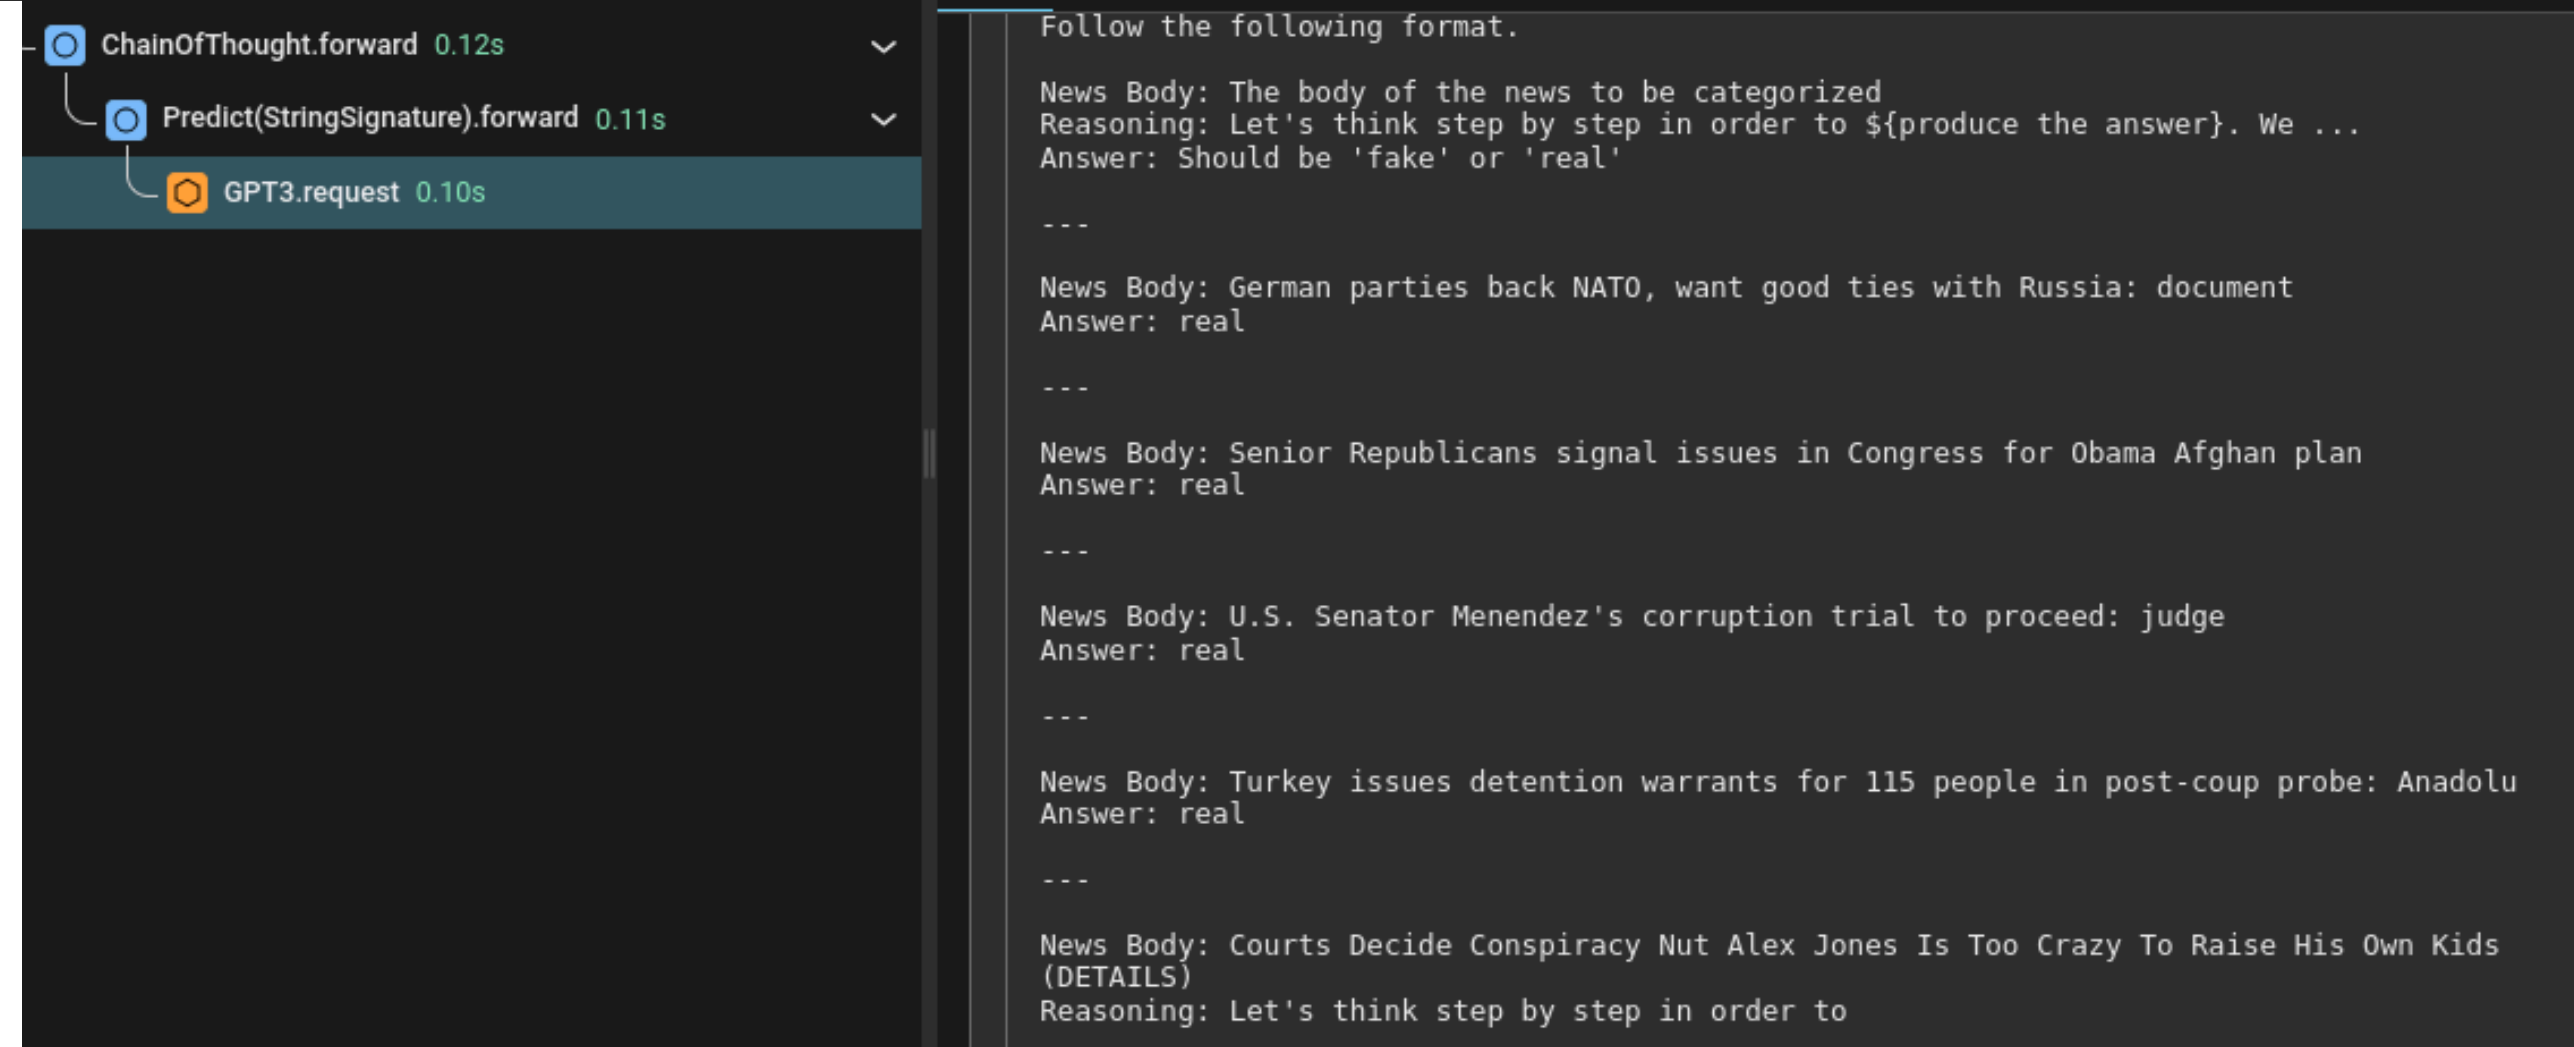 ChainOfThought.forward 0.12s
Predict(StringSignature).forward 0.11s
GPT3.request 0.10s
Follow the following format.
News Body: The body of the news to be categorized
Reasoning: Let's think step by step in order to ${produce the answer}. We ...
Answer: Should be 'fake' or 'real'
---
News Body: German parties back NATO, want good ties with Russia: document
Answer: real
---
News Body: Senior Republicans signal issues in Congress for Obama Afghan plan
Answer: real
---
News Body: U.S. Senator Menendez's corruption trial to proceed: judge
Answer: real
---
News Body: Turkey issues detention warrants for 115 people in post-coup probe: Anadolu
Answer: real
---
News Body: Courts Decide Conspiracy Nut Alex Jones Is Too Crazy To Raise His Own Kids
(DETAILS)
Reasoning: Let's think step by step in order to